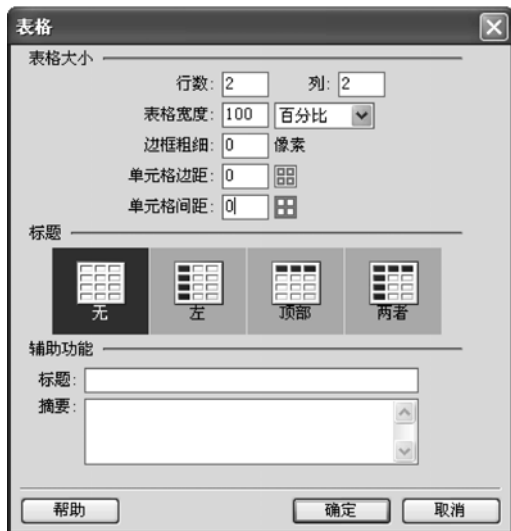 表格
表格大小
行数: 2 列: 2
表格宽度: 100 百分比
边框粗细: 0 像素
单元格边距: 0
单元格间距: 0
标题
无 左 顶部 两者
辅助功能
标题:
摘要:
帮助 确定 取消